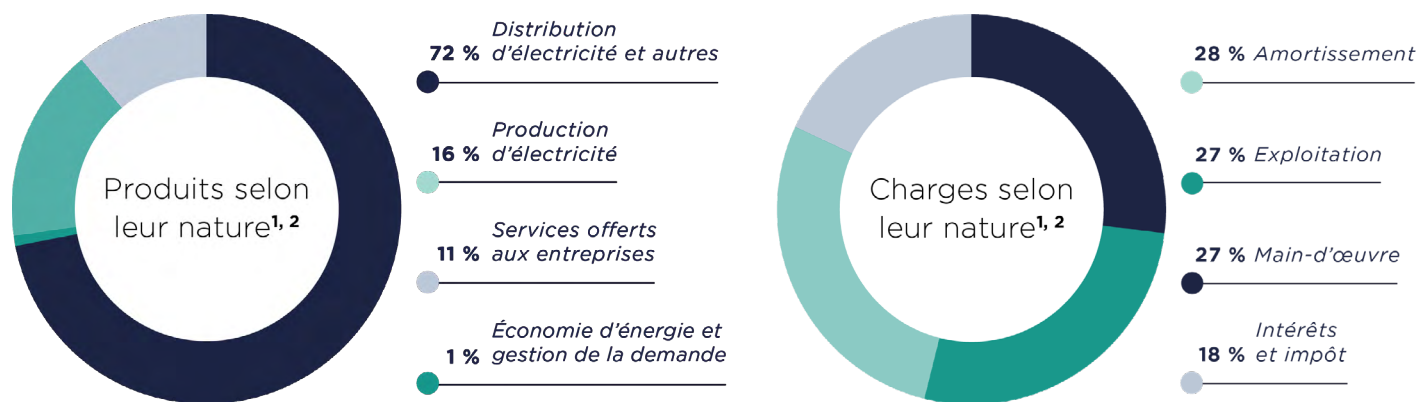 Produits selon
leur nature1, 2
Distribution
72 % d’électricité et autres
Production
16 % d’électricité
Services offerts
11 % aux entreprises
Économie d’énergie et
1 % gestion de la demande
Charges selon
leur nature1, 2
28 % Amortissement
27 % Exploitation
27 % Main-d’œuvre
Intérêts
18 % et impôt